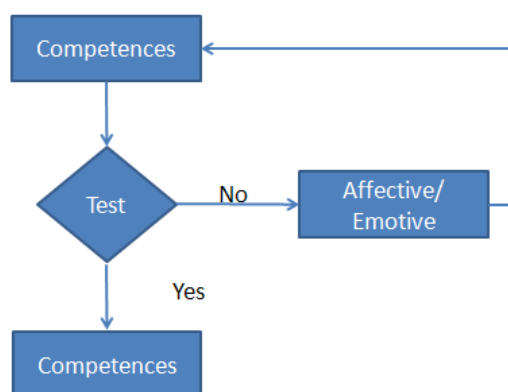 Competences
Test
No
Affective/
Emotive
Yes
Competences